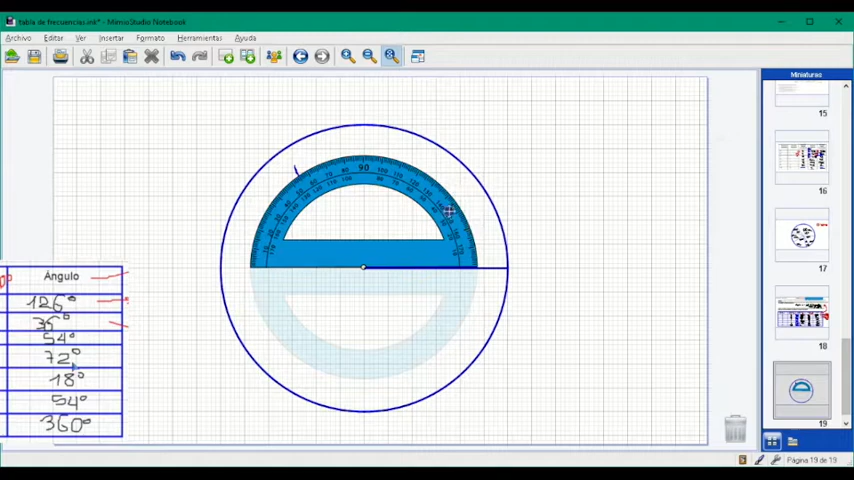 tabla de frecuencias.ink* - MimioStudio Notebook
Archivo Editar Ver Insertar Formato Herramientas Ayuda
Miniaturas
15
16
17
18
19
90
Ángulo
126°
35°
54°
72°
18°
54°
360°
Página 19 de 19